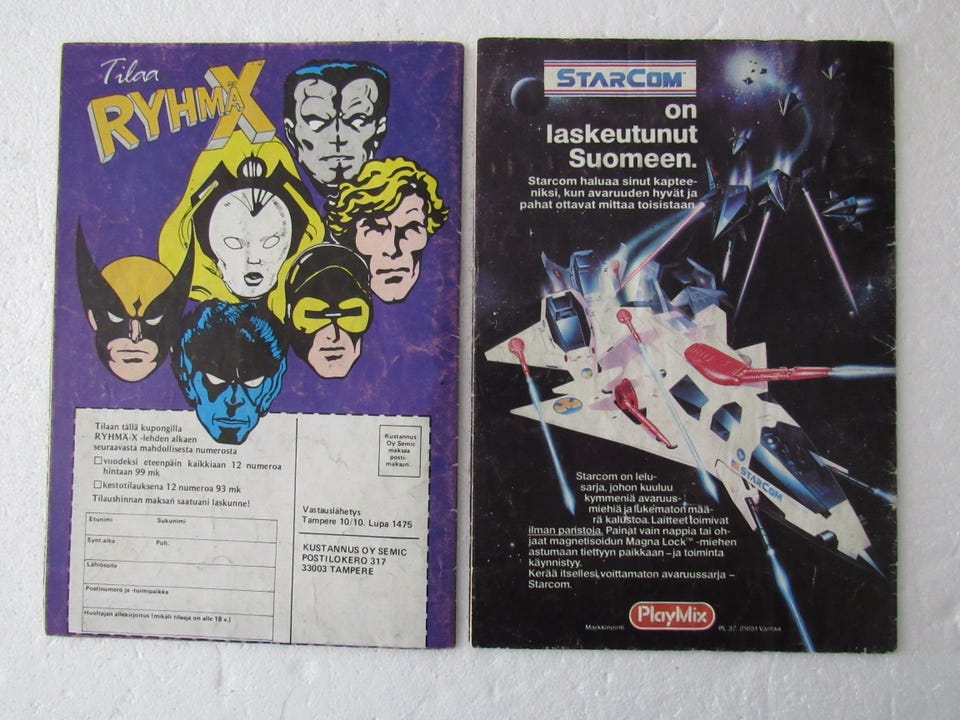 Tilaa
RYHMÄ X
Tilaan tällä kupongilla
RYHMÄ-X -lehden alkaen
seuraavasta mahdollisesta numerosta
vuodeksi eteenpäin kaikkiaan 12 numeroa
hintaan 99 mk
kestotilauksena 12 numeroa 93 mk
Tilaushinnan maksan saatuani laskunne!
Etunimi Sukunimi
Synt.aika Puh.
Lähiosoite
Postinumero ja -toimipaikka
Huoltajan allekirjoitus (mikäli tilaaja on alle 18 v.)
Kustannus
Oy Semic
maksaa
posti-
maksun.
Vastauslähetys
Tampere 10/10. Lupa 1475
KUSTANNUS OY SEMIC
POSTILOKERO 317
33003 TAMPERE
STARCOM™
on
laskeutunut
Suomeen.
Starcom haluaa sinut kaptee-
niksi, kun avaruuden hyvät ja
pahat ottavat mittaa toisistaan.
STARCOM
Starcom on lelu-
sarja, johon kuuluu
kymmeniä avaruus-
miehiä ja lukematon mää-
rä kalustoa. Laitteet toimivat
ilman paristoja. Painat vain nappia tai oh-
jaat magnetisoidun Magna Lock™ -miehen
astumaan tiettyyn paikkaan – ja toiminta
käynnistyy.
Kerää itsellesi voittamaton avaruussarja –
Starcom.
Markkinointi PlayMix PL 37, 01651 Vantaa